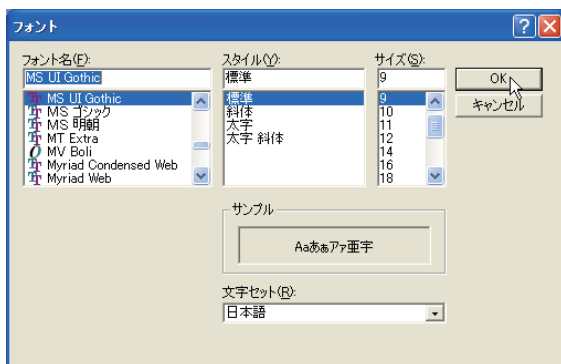 フォント
フォント名(F):
MS UI Gothic
MS UI Gothic
MS ゴシック
MS 明朝
MT Extra
MV Boli
Myriad Condensed Web
Myriad Web
スタイル(Y):
標準
標準
斜体
太字
太字 斜体
サイズ(S):
9
9
10
11
12
14
16
18
OK
キャンセル
サンプル
Aaあぁアァ亜宇
文字セット(R):
日本語